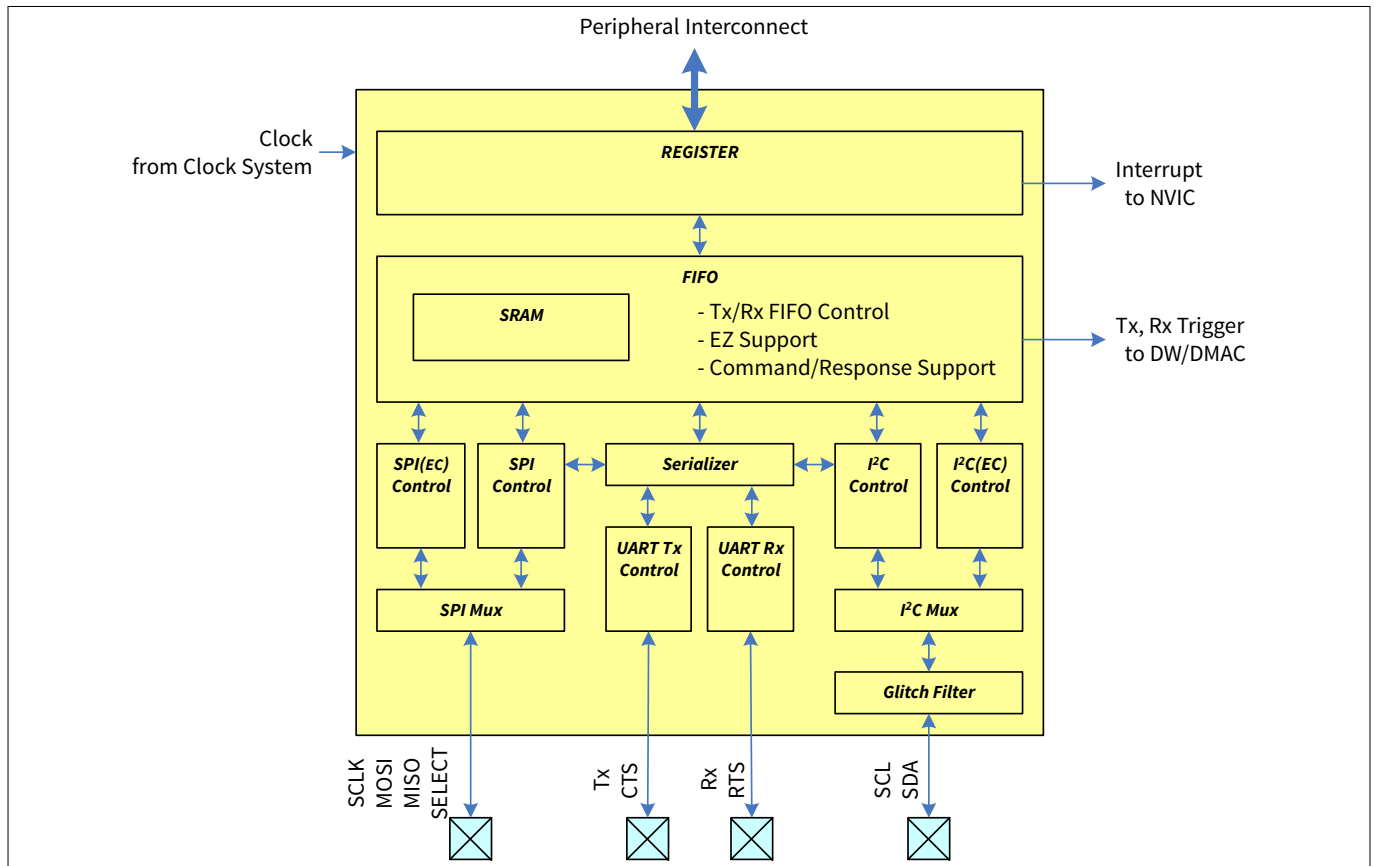 Peripheral Interconnect
Clock
from Clock System
REGISTER
Interrupt
to NVIC
FIFO
SRAM
- Tx/Rx FIFO Control
- EZ Support
- Command/Response Support
Tx, Rx Trigger
to DW/DMAC
SPI(EC)
Control
SPI
Control
Serializer
I²C
Control
I²C(EC)
Control
UART Tx
Control
UART Rx
Control
SPI Mux
I²C Mux
Glitch Filter
SCLK
MOSI
MISO
SELECT
Tx
CTS
Rx
RTS
SCL
SDA